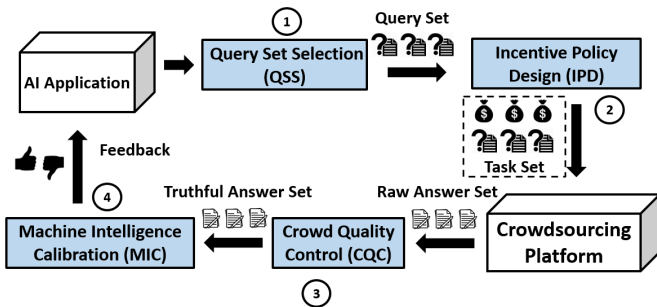 1
Query Set
AI Application
Query Set Selection
(QSS)
? ? ?
Incentive Policy
Design (IPD)
$ $ $
? ? ?
Task Set
2
Feedback
4
Truthful Answer Set
Raw Answer Set
Machine Intelligence
Calibration (MIC)
Crowd Quality
Control (CQC)
Crowdsourcing
Platform
3